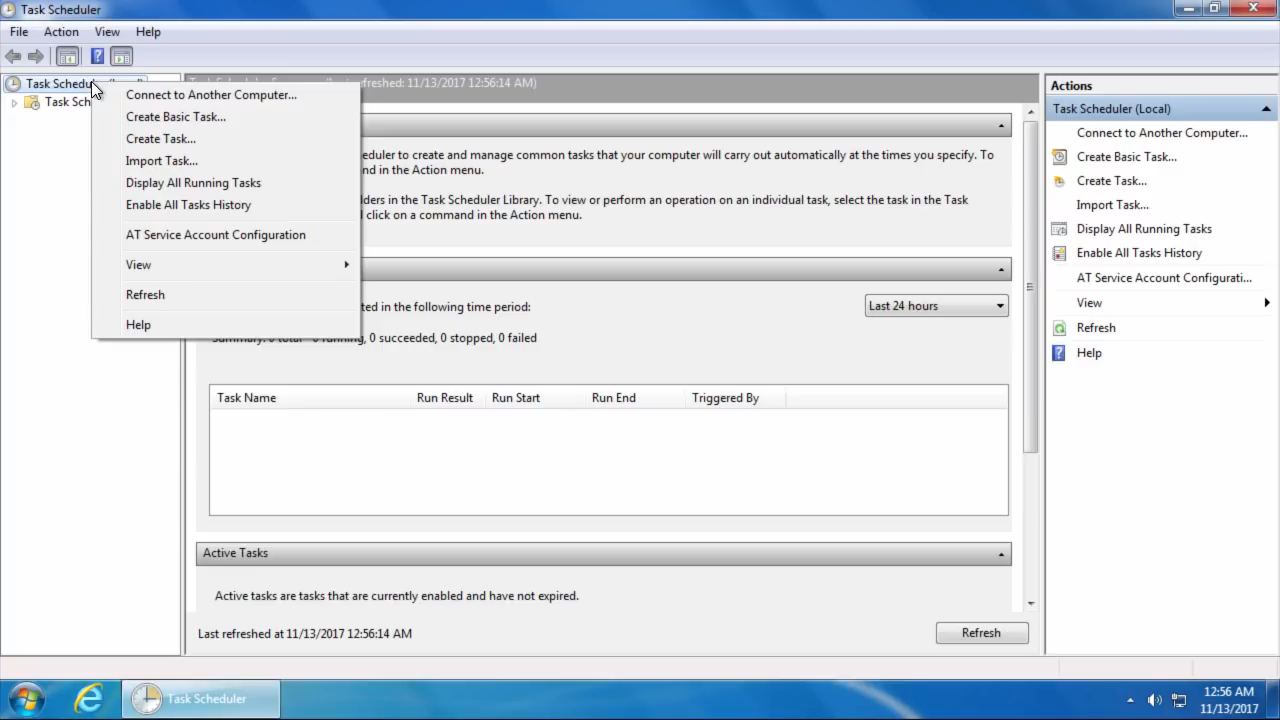 Task Scheduler
File Action View Help
Task Schedu
Task Sch
Connect to Another Computer...
Create Basic Task...
Create Task...
Import Task...
Display All Running Tasks
Enable All Tasks History
AT Service Account Configuration
View
Refresh
Help
freshed: 11/13/2017 12:56:14 AM)
eduler to create and manage common tasks that your computer will carry out automatically at the times you specify. To
nd in the Action menu.
lders in the Task Scheduler Library. To view or perform an operation on an individual task, select the task in the Task
click on a command in the Action menu.
ted in the following time period:
Last 24 hours
Summary: 0 total - 0 running, 0 succeeded, 0 stopped, 0 failed
Task Name Run Result Run Start Run End Triggered By
Active Tasks
Active tasks are tasks that are currently enabled and have not expired.
Last refreshed at 11/13/2017 12:56:14 AM
Refresh
Actions
Task Scheduler (Local)
Connect to Another Computer...
Create Basic Task...
Create Task...
Import Task...
Display All Running Tasks
Enable All Tasks History
AT Service Account Configurati...
View
Refresh
Help
Task Scheduler
12:56 AM
11/13/2017